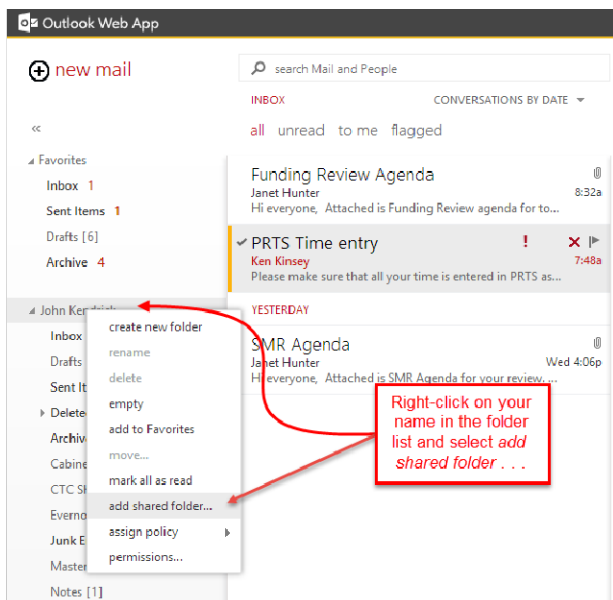 Outlook Web App
new mail
search Mail and People
INBOX CONVERSATIONS BY DATE
all unread to me flagged
Favorites
Inbox 1
Sent Items 1
Drafts [6]
Archive 4
Funding Review Agenda
Janet Hunter 8:32a
Hi everyone, Attached is Funding Review agenda for to...
PRTS Time entry
Ken Kinsey 7:48a
Please make sure that all your time is entered in PRTS as...
YESTERDAY
SMR Agenda
Janet Hunter Wed 4:06p
Hi everyone, Attached is SMR Agenda for your review. ...
John Kendrick
Inbox
Drafts
Sent It
Delete
Archiv
Cabine
CTC SH
Everno
Junk E
Master
Notes [1]
create new folder
rename
delete
empty
add to Favorites
move...
mark all as read
add shared folder...
assign policy
permissions...
Right-click on your
name in the folder
list and select add
shared folder . . .